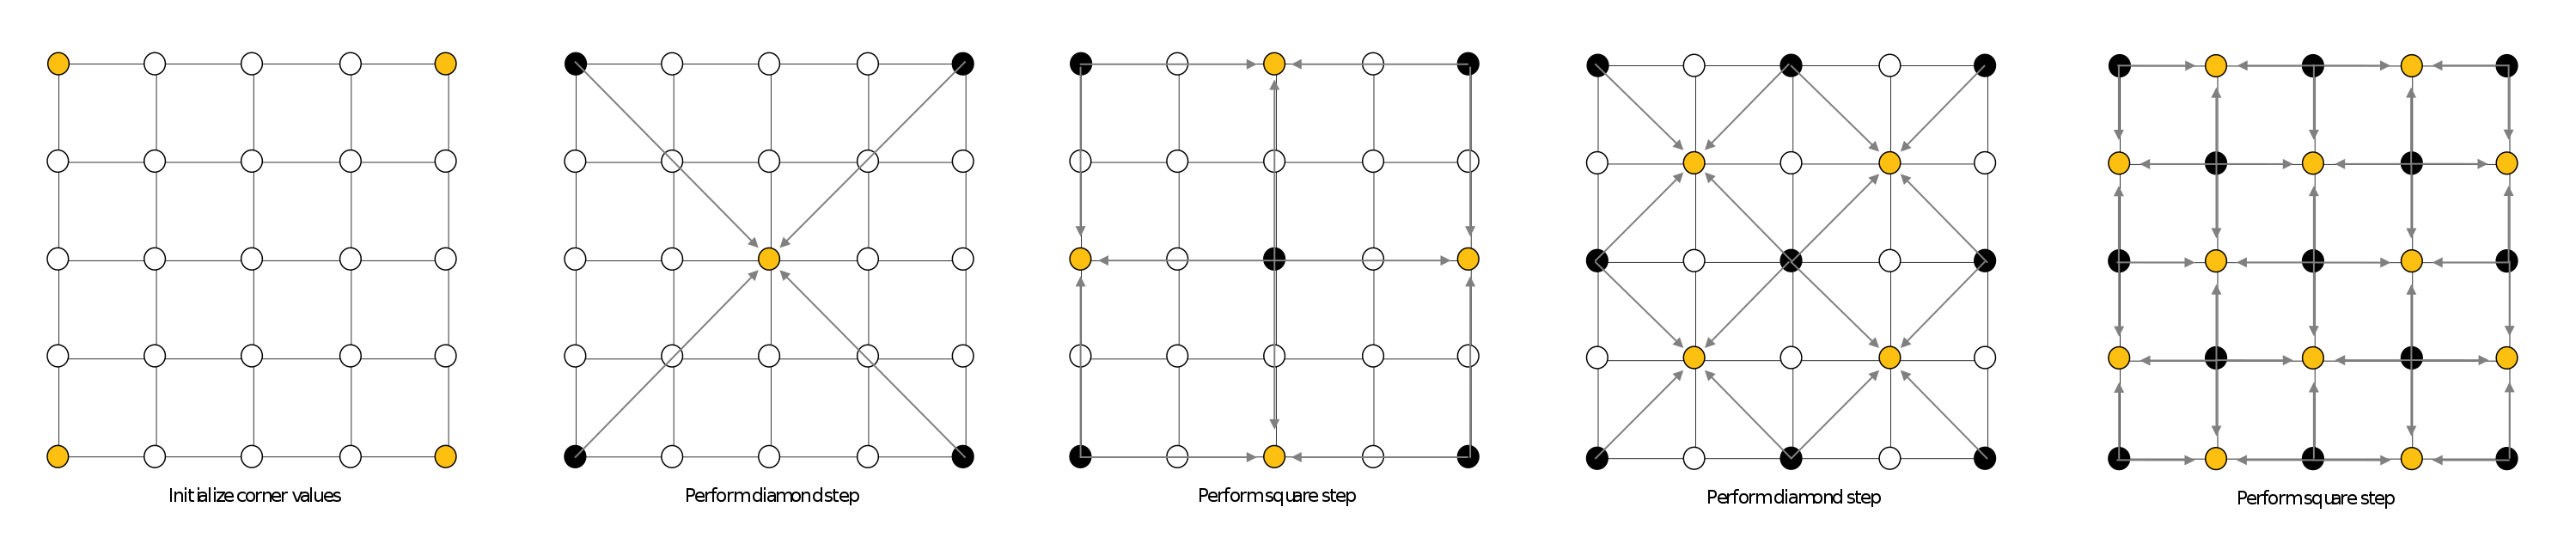 Initialize corner values
Perform diamond step
Perform square step
Perform diamond step
Perform square step